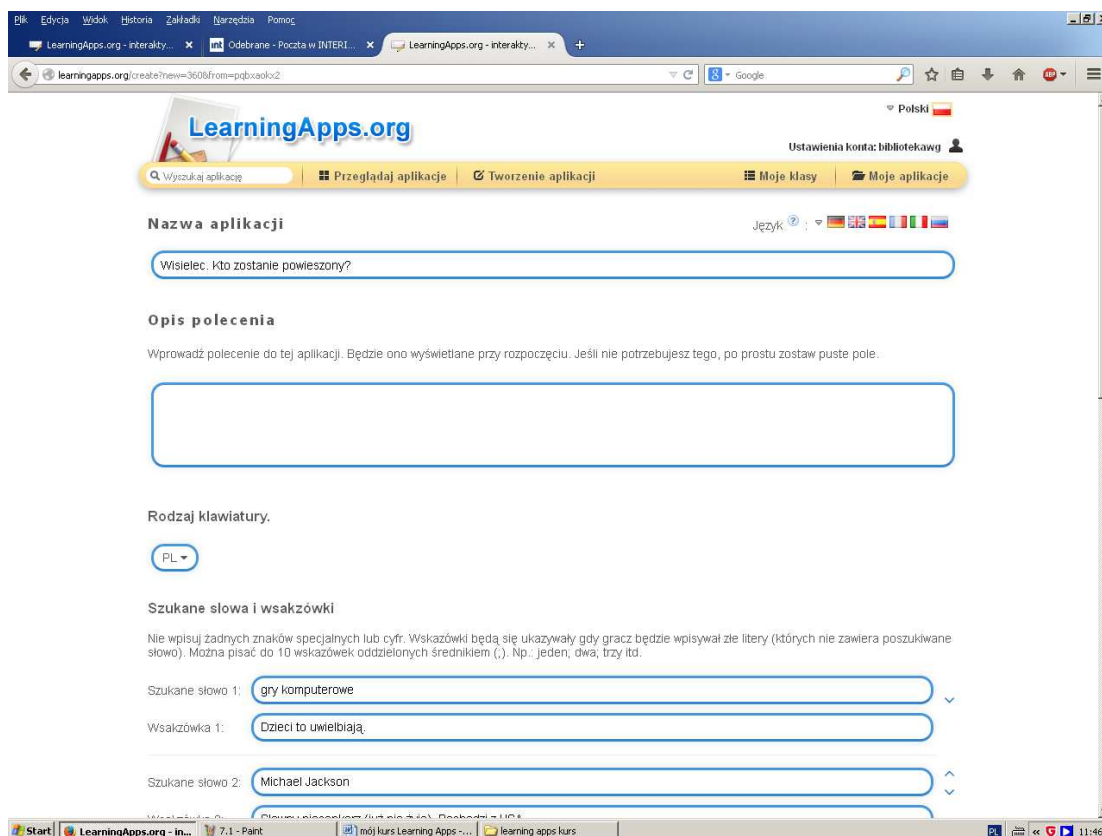 Plik Edycja Widok Historia Zakładki Narzędzia Pomoc
LearningApps.org - interakty... Odebrane - Poczta w INTERI... LearningApps.org - interakty...
learningapps.org/create?new=360&from=pqbxaokx2 Google
Polski
LearningApps.org
Ustawienia konta: bibliotekawg
Wyszukaj aplikację Przeglądaj aplikacje Tworzenie aplikacji Moje klasy Moje aplikacje
Nazwa aplikacji Język ? :
Wisielec. Kto zostanie powieszony?
Opis polecenia
Wprowadź polecenie do tej aplikacji. Będzie ono wyświetlane przy rozpoczęciu. Jeśli nie potrzebujesz tego, po prostu zostaw puste pole.
Rodzaj klawiatury.
PL
Szukane słowa i wsakzówki
Nie wpisuj żadnych znaków specjalnych lub cyfr. Wskazówki będą się ukazywały gdy gracz będzie wpisywał złe litery (których nie zawiera poszukiwane
słowo). Można pisać do 10 wskazówek oddzielonych średnikiem (;). Np.: jeden; dwa; trzy itd.
Szukane słowo 1: gry komputerowe
Wsakzówka 1: Dzieci to uwielbiają.
Szukane słowo 2: Michael Jackson
Start LearningApps.org - in... 7.1 - Paint mój kurs Learning Apps -... learning apps kurs PL 11:46